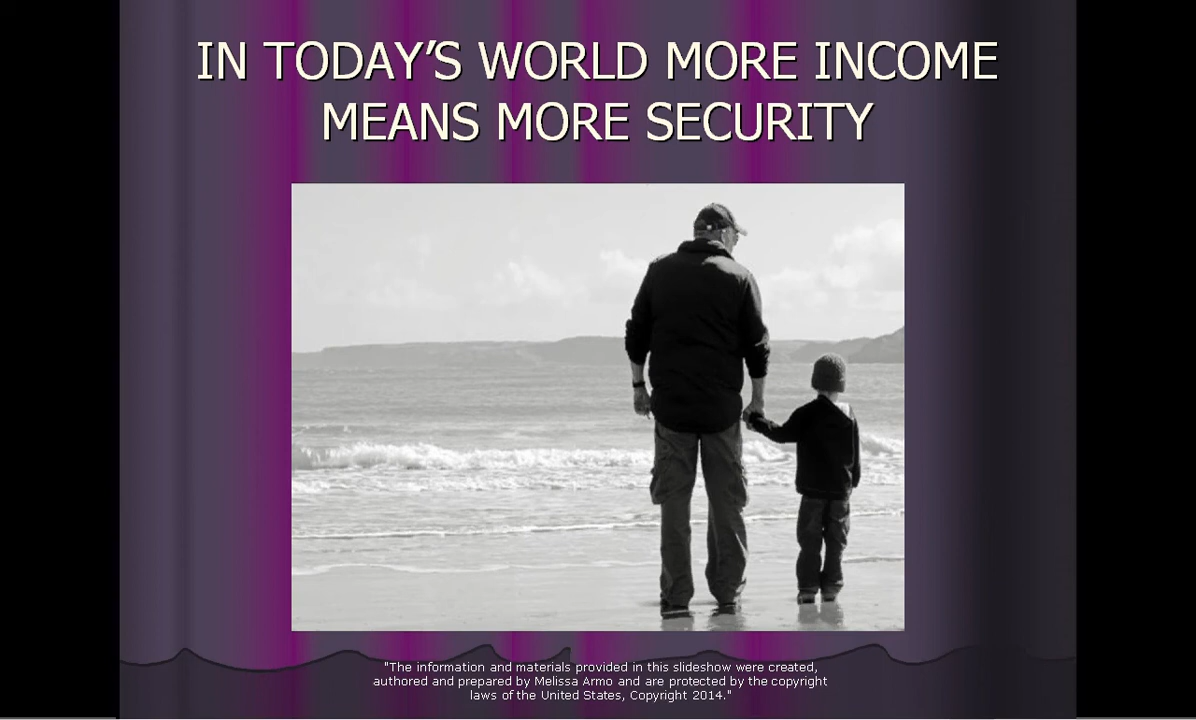 IN TODAY'S WORLD MORE INCOME
MEANS MORE SECURITY
"The information and materials provided in this slideshow were created,
authored and prepared by Melissa Armo and are protected by the copyright
laws of the United States, Copyright 2014."